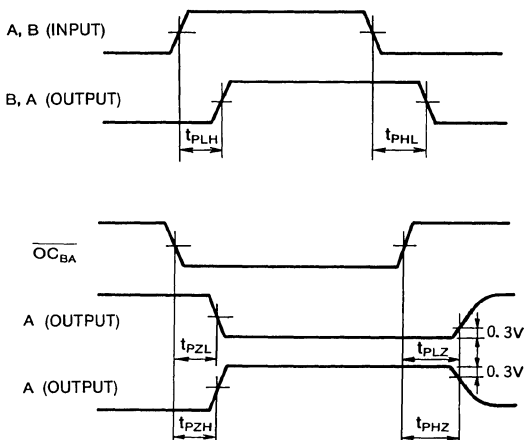 A, B (INPUT)
B, A (OUTPUT)
tPLH
tPHL
OCBA
A (OUTPUT)
tPZL
tPLZ
0.3V
0.3V
A (OUTPUT)
tPZH
tPHZ